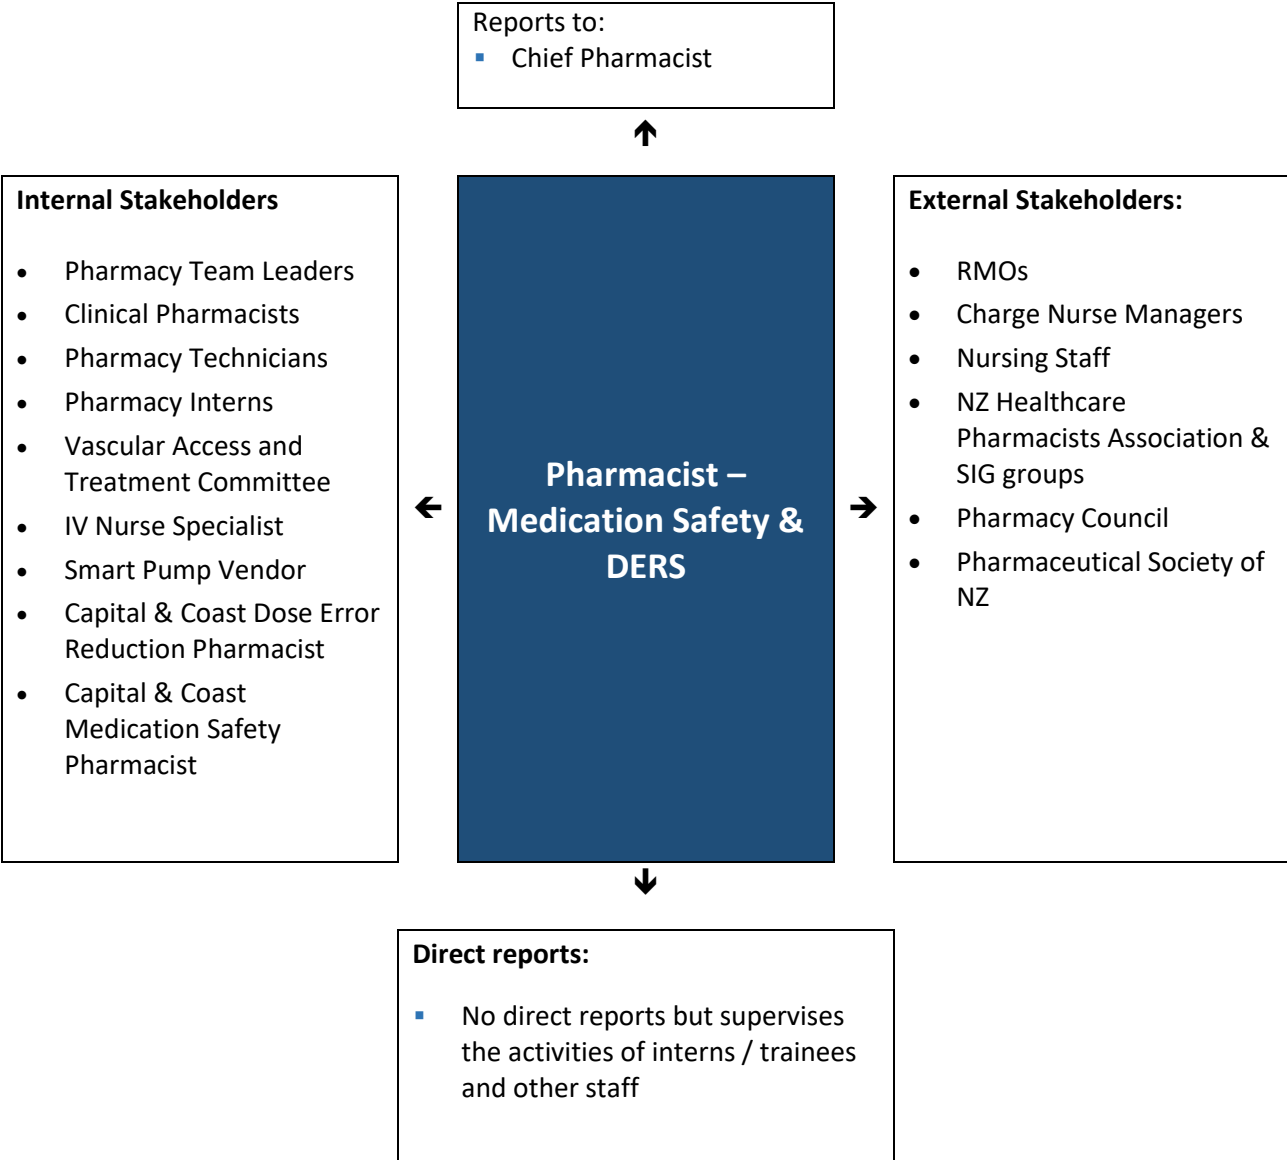 Reports to:
▪ Chief Pharmacist
Internal Stakeholders
• Pharmacy Team Leaders
• Clinical Pharmacists
• Pharmacy Technicians
• Pharmacy Interns
• Vascular Access and
Treatment Committee
• IV Nurse Specialist
• Smart Pump Vendor
• Capital & Coast Dose Error
Reduction Pharmacist
• Capital & Coast
Medication Safety
Pharmacist
Pharmacist –
Medication Safety &
DERS
External Stakeholders:
• RMOs
• Charge Nurse Managers
• Nursing Staff
• NZ Healthcare
Pharmacists Association &
SIG groups
• Pharmacy Council
• Pharmaceutical Society of
NZ
Direct reports:
▪ No direct reports but supervises
the activities of interns / trainees
and other staff